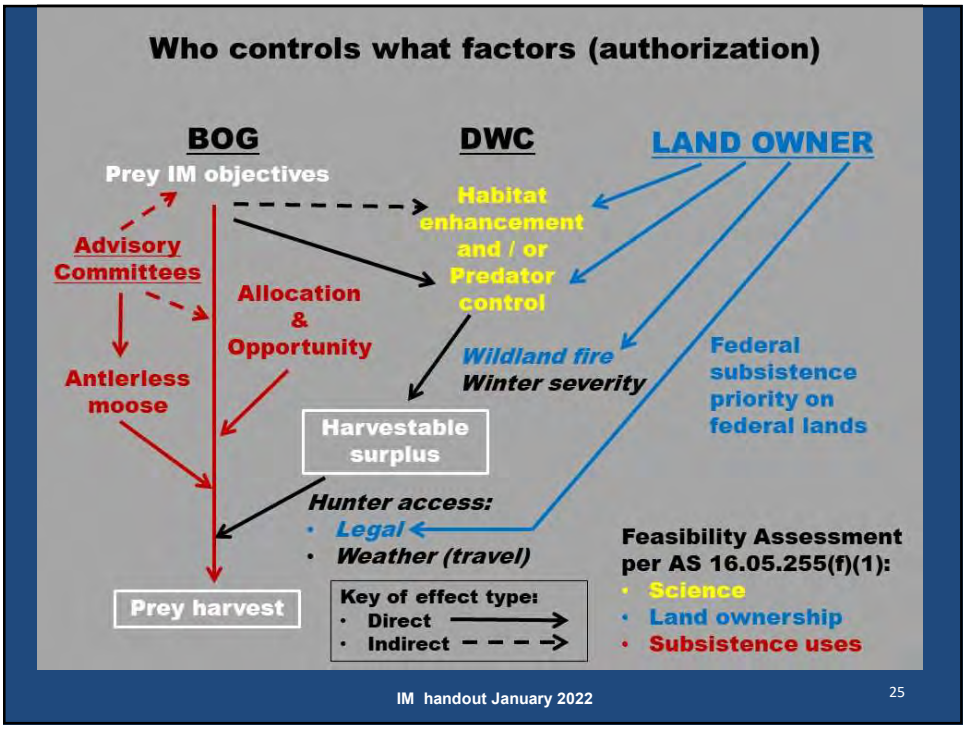 Who controls what factors (authorization)
BOG
Prey IM objectives
Advisory
Committees
Antlerless
moose
Allocation
&
Opportunity
DWC
Habitat
enhancement
and / or
Predator
control
LAND OWNER
Wildland fire
Winter severity
Federal
subsistence
priority on
federal lands
Harvestable
surplus
Hunter access:
• Legal
• Weather (travel)
Prey harvest
Key of effect type:
• Direct
• Indirect
Feasibility Assessment
per AS 16.05.255(f)(1):
• Science
• Land ownership
• Subsistence uses
IM handout January 2022
25